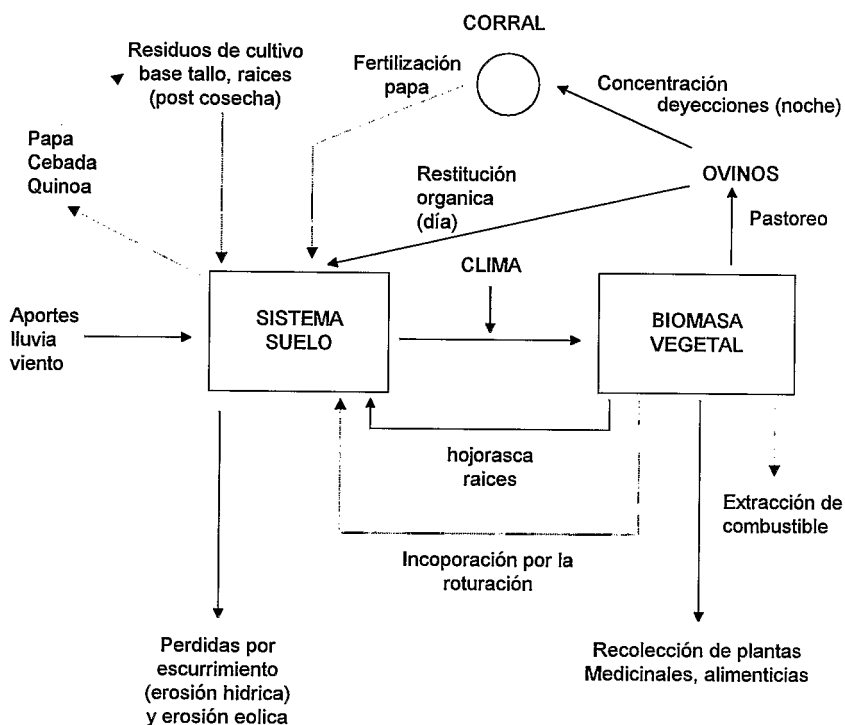 CORRAL
Residuos de cultivo
base tallo, raices
(post cosecha)
Fertilización
papa
Concentración
deyecciones (noche)
Papa
Cebada
Quinoa
Restitución
organica
(día)
OVINOS
Pastoreo
CLIMA
Aportes
lluvia
viento
SISTEMA
SUELO
BIOMASA
VEGETAL
hojorasca
raices
Extracción de
combustible
Incoporación por la
roturación
Perdidas por
escurrimiento
(erosión hidrica)
y erosión eolica
Recolección de plantas
Medicinales, alimenticias